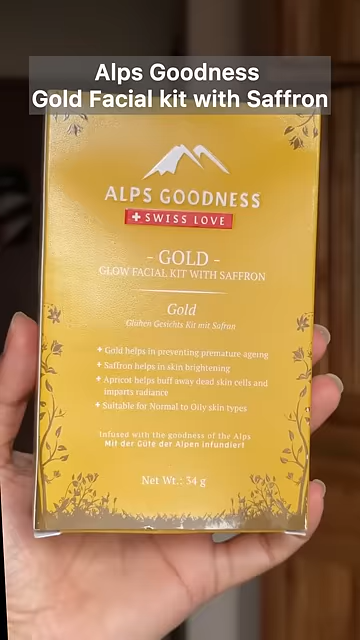 Alps Goodness
Gold Facial kit with Saffron
ALPS GOODNESS
SWISS LOVE
- GOLD -
GLOW FACIAL KIT WITH SAFFRON
Gold
Glühen Gesichts Kit mit Safran
+ Gold helps in preventing premature ageing
+ Saffron helps in skin brightening
+ Apricot helps buff away dead skin cells and
imparts radiance
+ Suitable for Normal to Oily skin types
Infused with the goodness of the Alps
Mit der Güte der Alpen infundiert
Net Wt.: 34 g